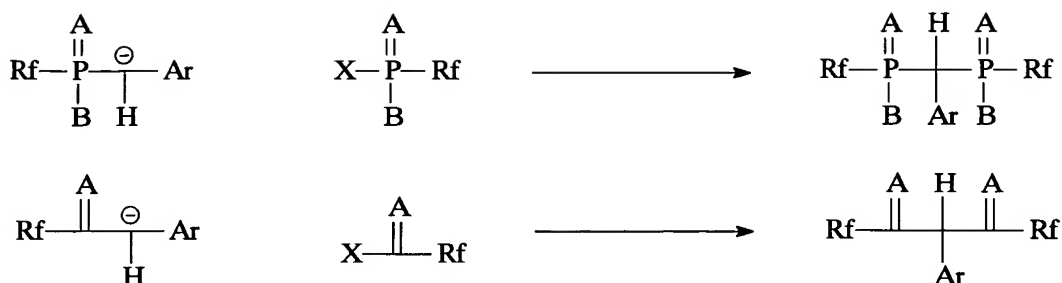 A A H A
Rf P ⊖ Ar X P Rf Rf P P Rf
B H B B Ar B
A A A H A
Rf ⊖ Ar X Rf Rf Rf
H Ar